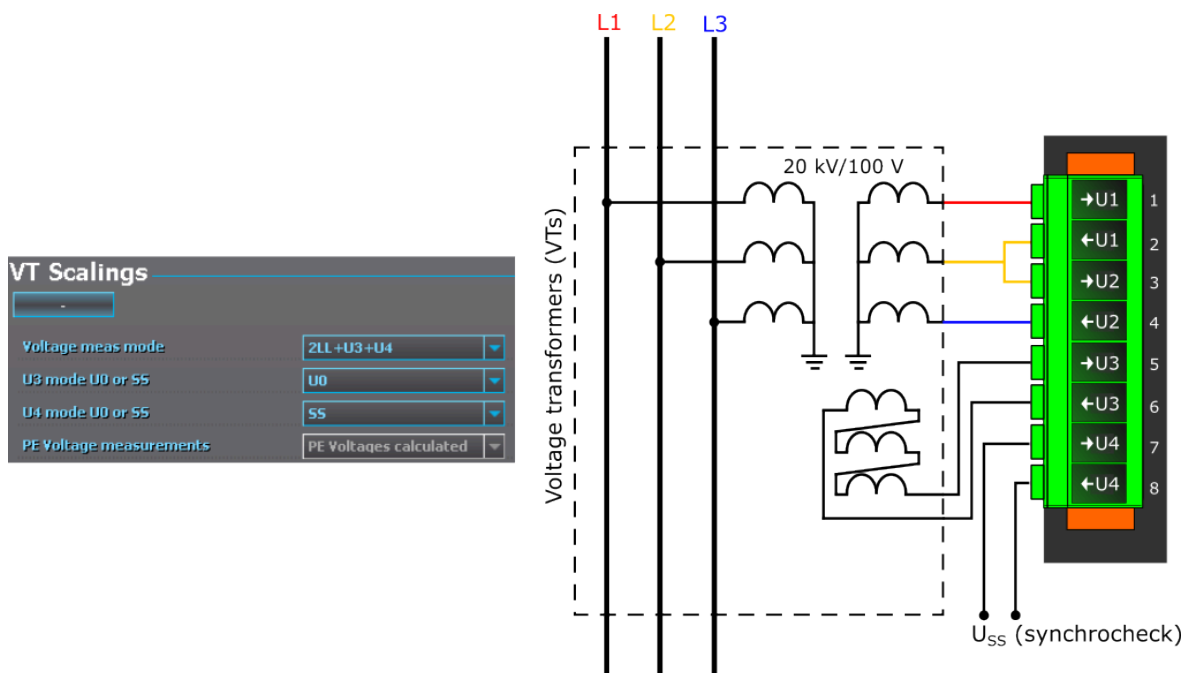 VT Scalings
-
Voltage meas mode 2LL+U3+U4
U3 mode U0 or SS U0
U4 mode U0 or SS SS
PE Voltage measurements PE Voltages calculated
L1 L2 L3
Voltage transformers (VTs)
20 kV/100 V
→U1 1
←U1 2
→U2 3
←U2 4
→U3 5
←U3 6
→U4 7
←U4 8
USS (synchrocheck)